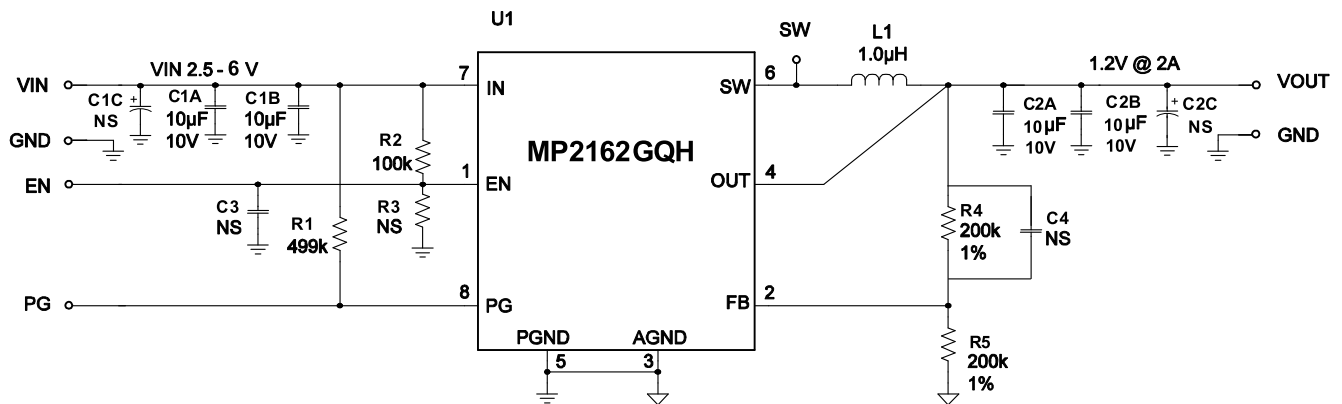 U1
SW
L1
1.0µH
VIN
VIN 2.5 - 6 V
7
IN
SW
6
1.2V @ 2A
VOUT
C1C
NS
+
C1A
10µF
10V
C1B
10µF
10V
C2A
10µF
10V
C2B
10µF
10V
+
C2C
NS
GND
GND
R2
100k
MP2162GQH
EN
1
EN
OUT
4
C3
NS
R1
499k
R3
NS
R4
200k
1%
C4
NS
PG
8
PG
FB
2
PGND
AGND
5
3
R5
200k
1%